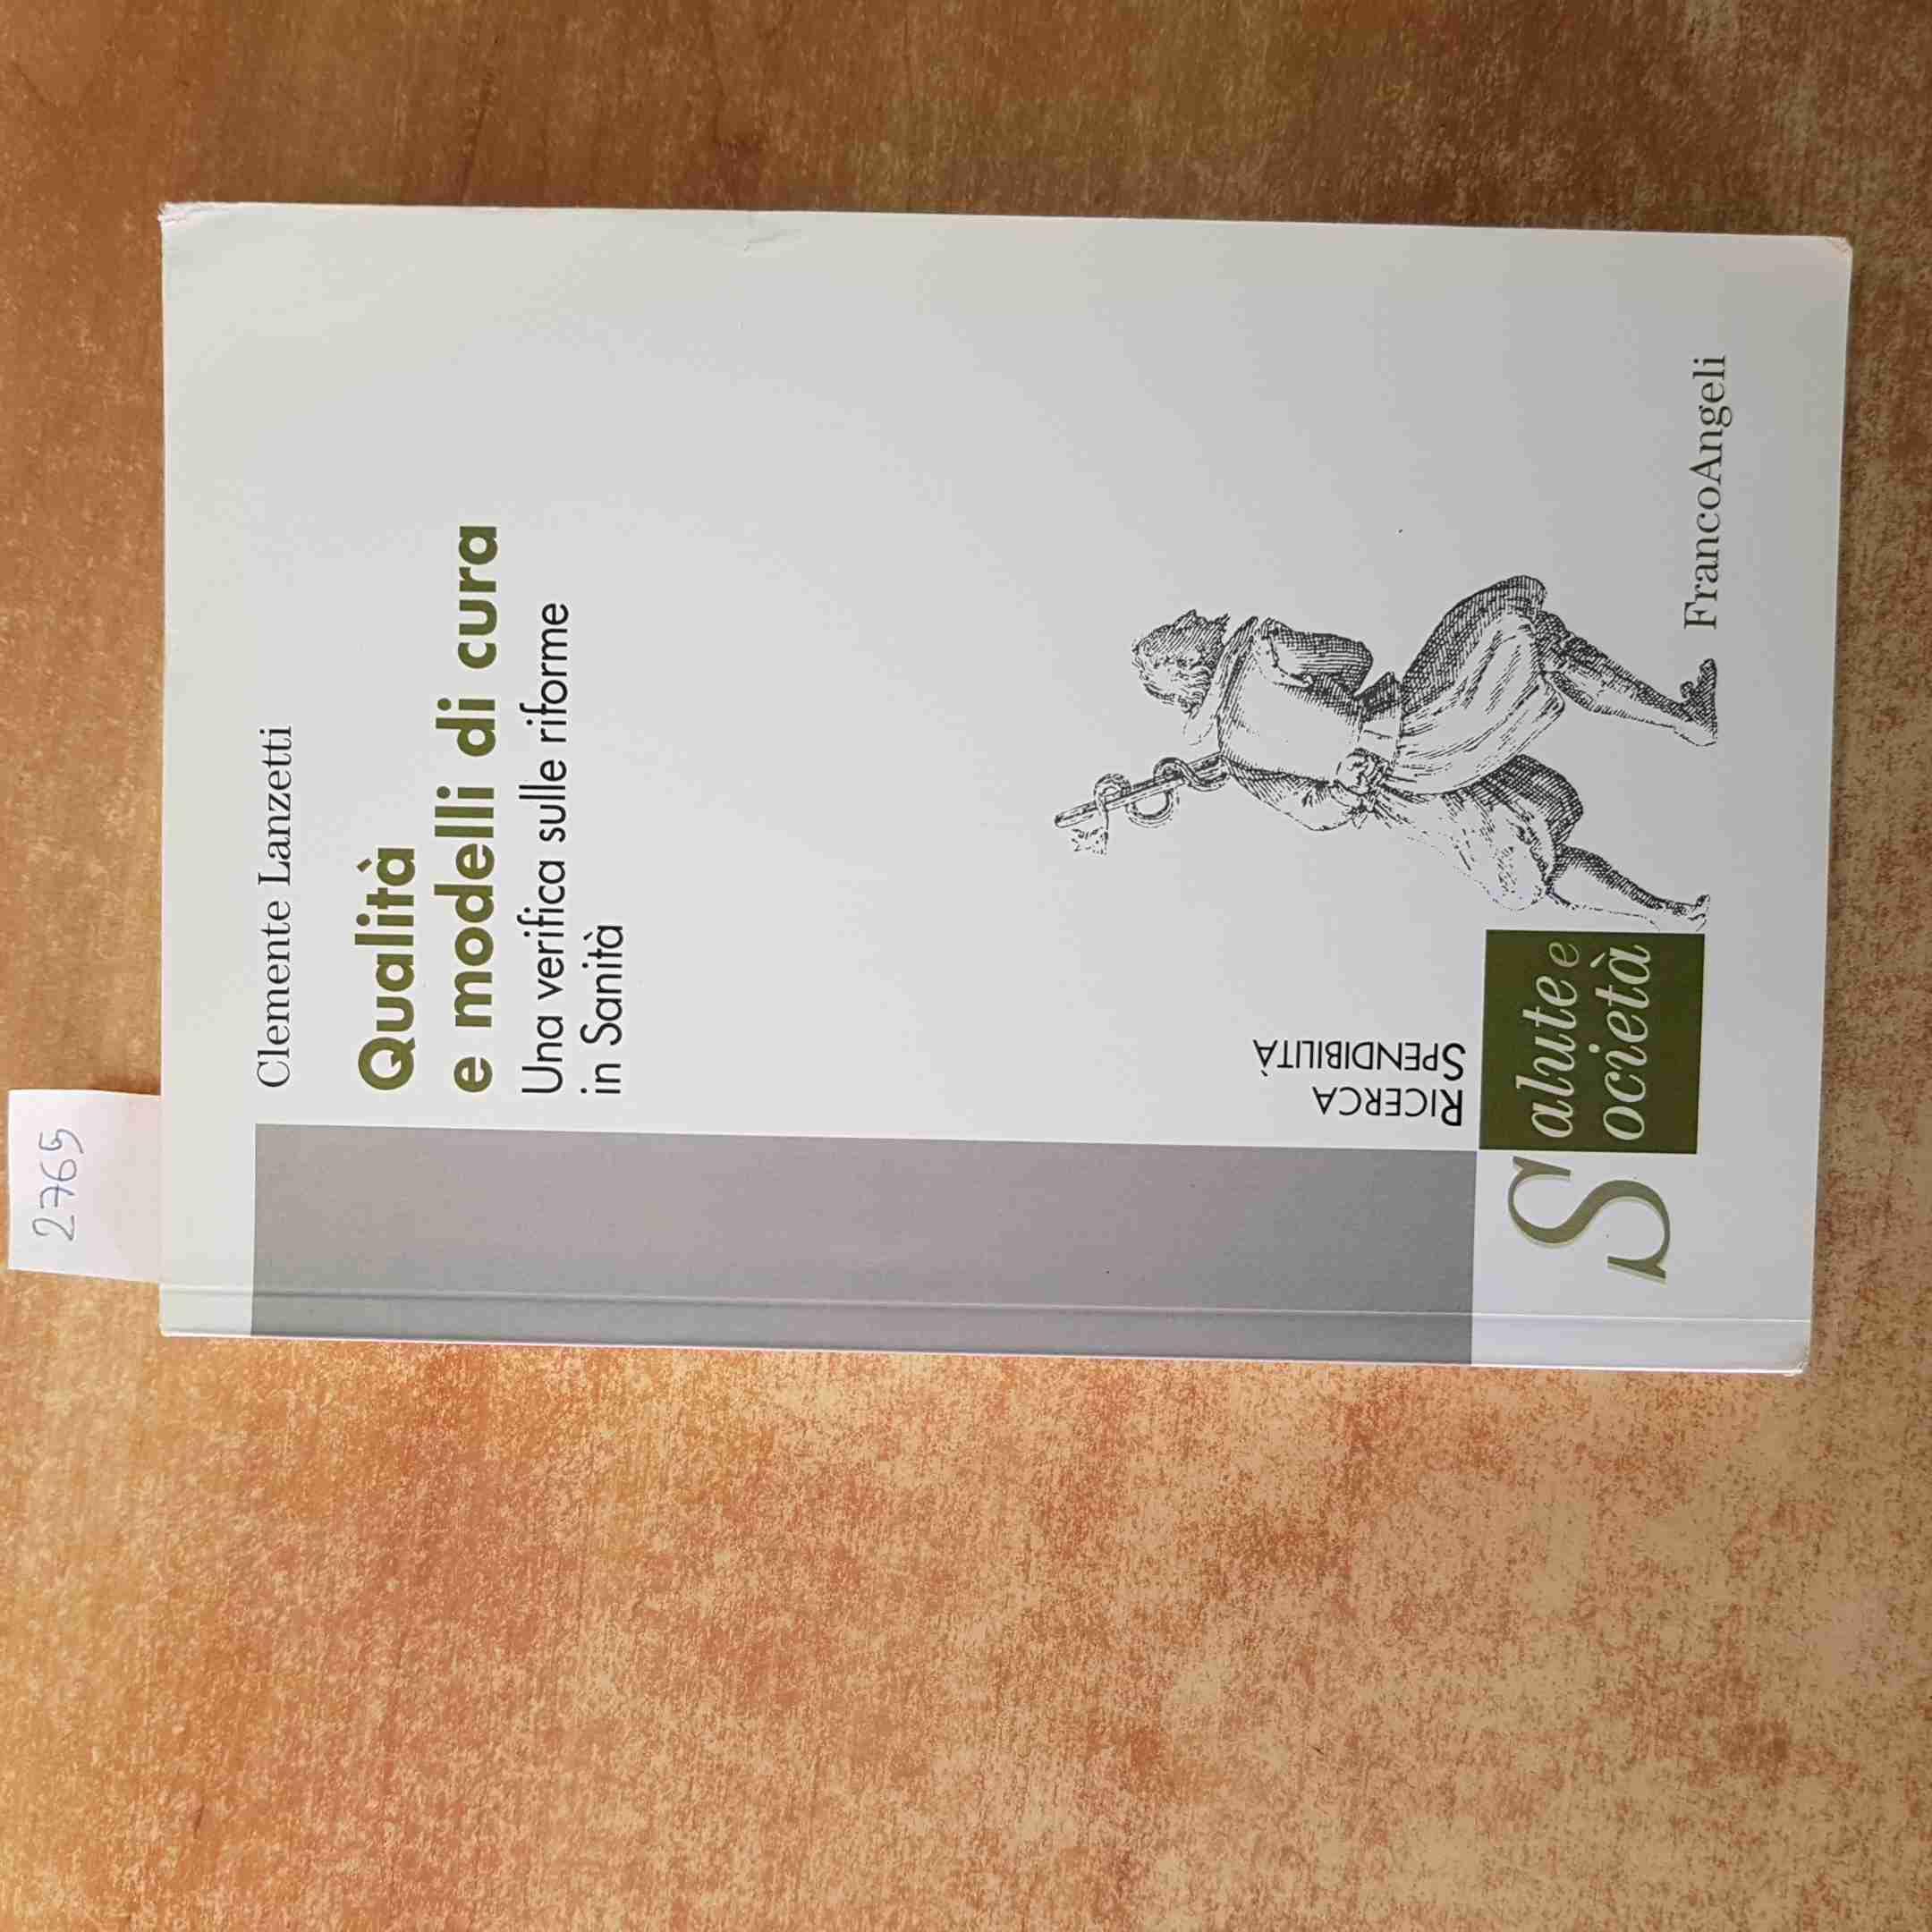 2765
Clemente Lanzetti
Qualità
e modelli di cura
Una verifica sulle riforme
in Sanità
RICERCA
SPENDIBILITÀ
Salute e
Società
FrancoAngeli